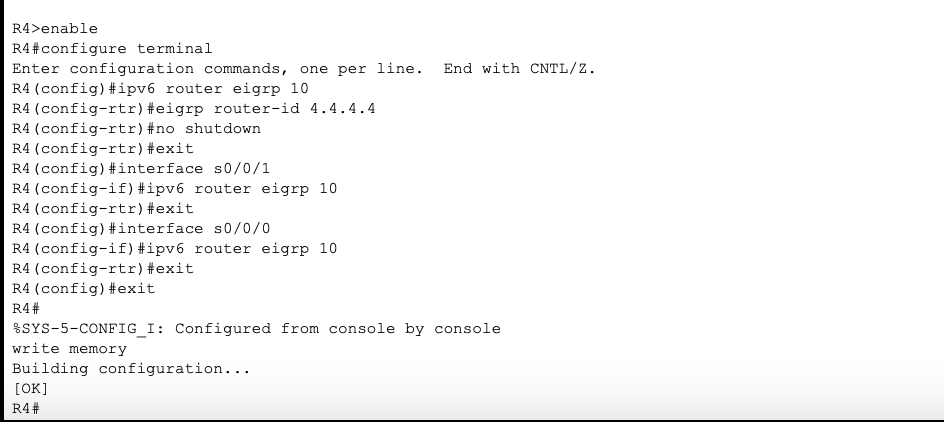 R4>enable
R4#configure terminal
Enter configuration commands, one per line.  End with CNTL/Z.
R4(config)#ipv6 router eigrp 10
R4(config-rtr)#eigrp router-id 4.4.4.4
R4(config-rtr)#no shutdown
R4(config-rtr)#exit
R4(config)#interface s0/0/1
R4(config-if)#ipv6 router eigrp 10
R4(config-rtr)#exit
R4(config)#interface s0/0/0
R4(config-if)#ipv6 router eigrp 10
R4(config-rtr)#exit
R4(config)#exit
R4#
%SYS-5-CONFIG_I: Configured from console by console
write memory
Building configuration...
[OK]
R4#